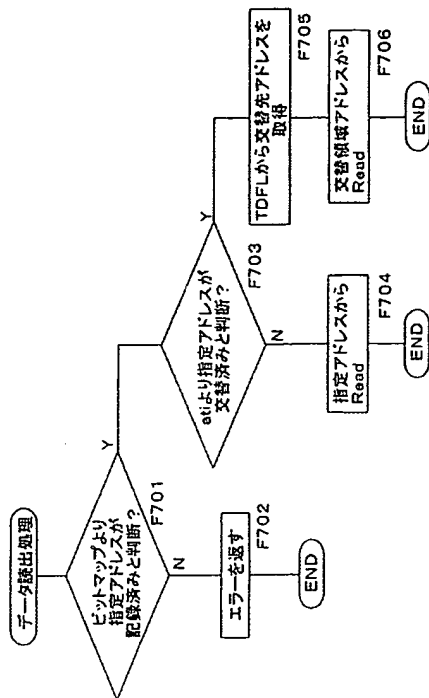 データ読出処理
ビットマップより
指定アドレスが
記録済みと判断?
F701
Y
N
エラーを返す
F702
END
atiより指定アドレスが
交替済みと判断?
F703
Y
N
指定アドレスから
Read
F704
END
TDFLから交替先アドレスを
取得
F705
交替領域アドレスから
Read
F706
END